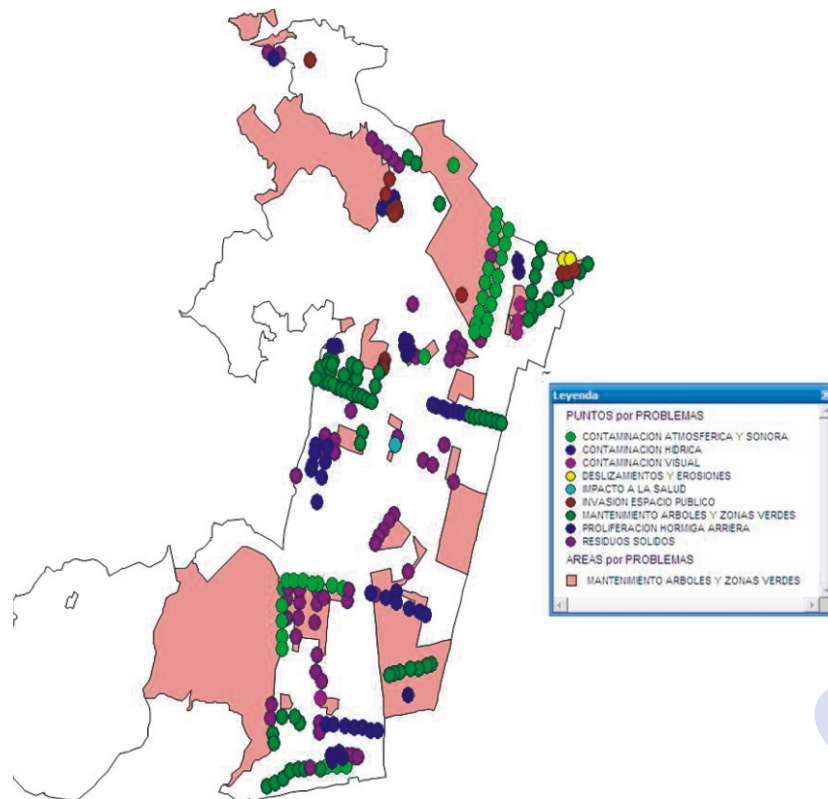 Leyenda
PUNTOS por PROBLEMAS
CONTAMINACION ATMOSFERICA Y SONORA
CONTAMINACION HIDRICA
CONTAMINACION VISUAL
DESLIZAMIENTOS Y EROSIONES
IMPACTO A LA SALUD
INVASION ESPACIO PUBLICO
MANTENIMIENTO ARBOLES Y ZONAS VERDES
PROLIFERACION HORMIGA ARRIERA
RESIDUOS SOLIDOS
AREAS por PROBLEMAS
MANTENIMIENTO ARBOLES Y ZONAS VERDES